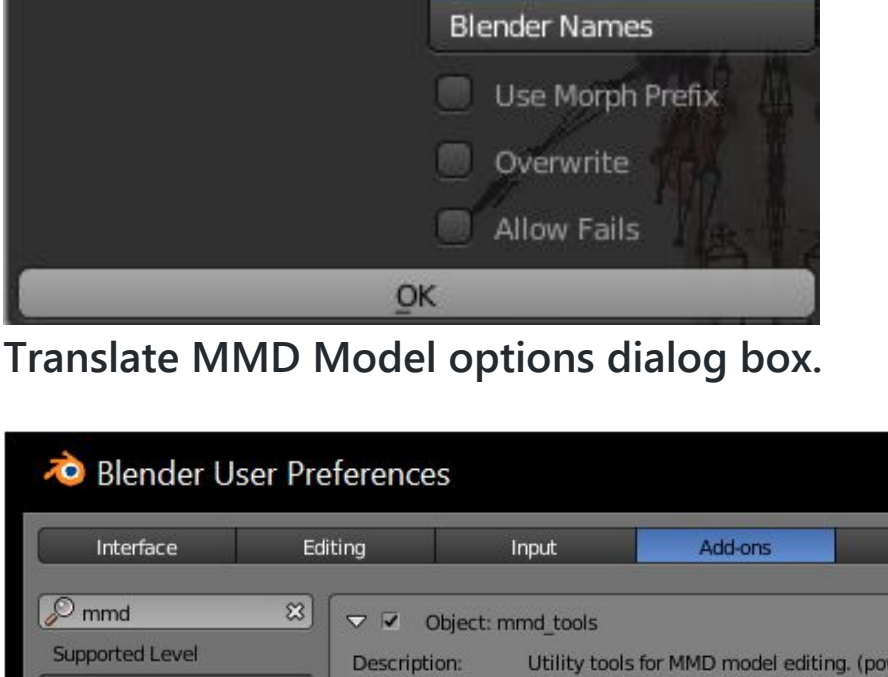 Blender Names
Use Morph Prefix
Overwrite
Allow Fails
OK
Translate MMD Model options dialog box.
Blender User Preferences
Interface Editing Input Add-ons
mmd
Object: mmd_tools
Supported Level
Description: Utility tools for MMD model editing.